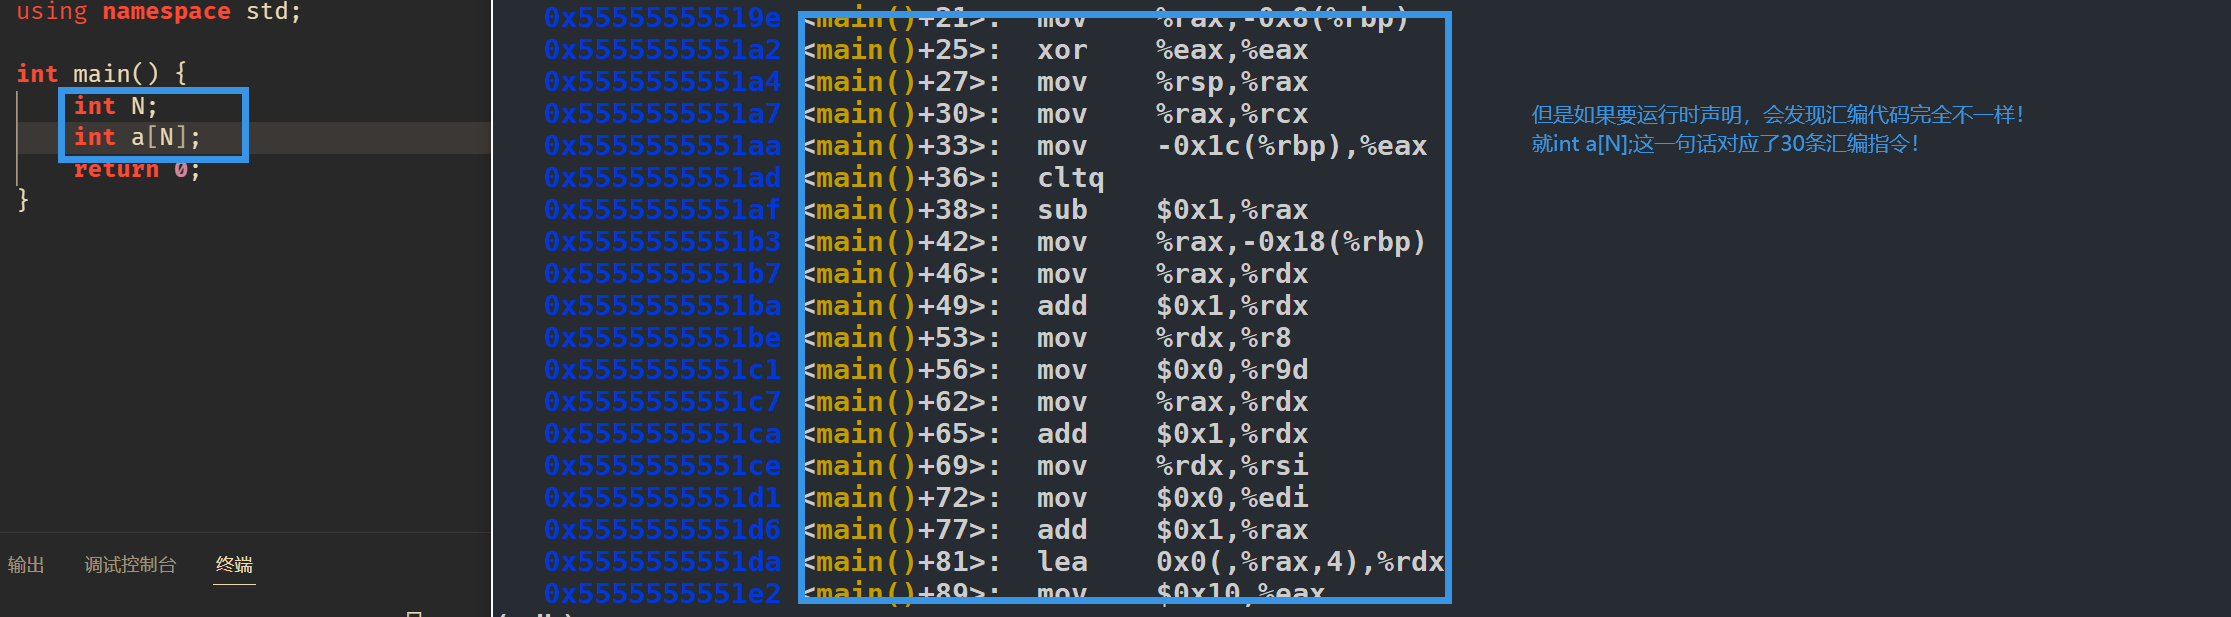 using namespace std;
int main() {
int N;
int a[N];
return 0;
}
输出 调试控制台 终端
0x55555555519e <main()+21>: mov %rax,-0x8(%rbp)
0x5555555551a2 <main()+25>: xor %eax,%eax
0x5555555551a4 <main()+27>: mov %rsp,%rax
0x5555555551a7 <main()+30>: mov %rax,%rcx
0x5555555551aa <main()+33>: mov -0x1c(%rbp),%eax
0x5555555551ad <main()+36>: cltq
0x5555555551af <main()+38>: sub $0x1,%rax
0x5555555551b3 <main()+42>: mov %rax,-0x18(%rbp)
0x5555555551b7 <main()+46>: mov %rax,%rdx
0x5555555551ba <main()+49>: add $0x1,%rdx
0x5555555551be <main()+53>: mov %rdx,%r8
0x5555555551c1 <main()+56>: mov $0x0,%r9d
0x5555555551c7 <main()+62>: mov %rax,%rdx
0x5555555551ca <main()+65>: add $0x1,%rdx
0x5555555551ce <main()+69>: mov %rdx,%rsi
0x5555555551d1 <main()+72>: mov $0x0,%edi
0x5555555551d6 <main()+77>: add $0x1,%rax
0x5555555551da <main()+81>: lea 0x0(,%rax,4),%rdx
0x5555555551e2 <main()+89>: mov $0x10,%eax
但是如果要运行时声明，会发现汇编代码完全不一样！
就int a[N];这一句话对应了30条汇编指令！